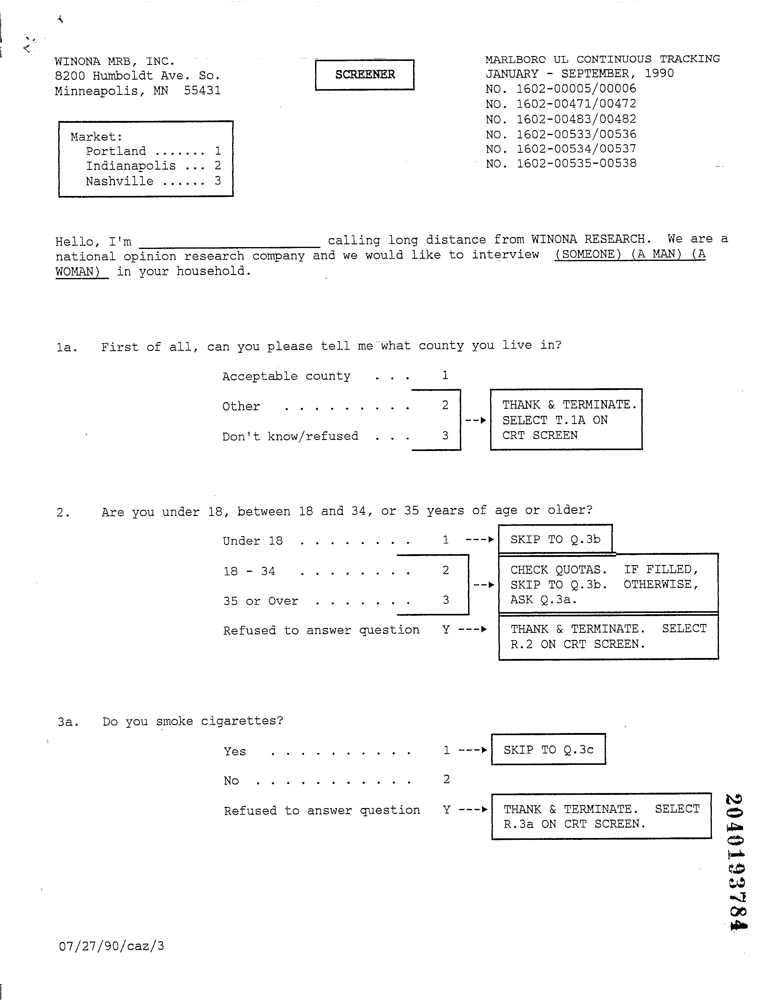 WINONA MRB, INC.
8200 Humboldt Ave. So.
Minneapolis, MN 55431
SCREENER
MARLBORO UL CONTINUOUS TRACKING
JANUARY - SEPTEMBER, 1990
NO. 1602-00005/00006
NO. 1602-00471/00472
NO. 1602-00483/00482
NO. 1602-00533/00536
NO. 1602-00534/00537
NO. 1602-00535-00538
Market:
Portland ....... 1
Indianapolis ... 2
Nashville ...... 3
Hello, I'm _______________________ calling long distance from WINONA RESEARCH. We are a
national opinion research company and we would like to interview (SOMEONE) (A MAN) (A
WOMAN) in your household.
1a. First of all, can you please tell me what county you live in?
Acceptable county . . . 1
Other . . . . . . . . . 2
Don't know/refused . . . 3
THANK & TERMINATE.
SELECT T.1A ON
CRT SCREEN
2. Are you under 18, between 18 and 34, or 35 years of age or older?
Under 18 . . . . . . . . 1 ---> SKIP TO Q.3b
18 - 34 . . . . . . . . 2
35 or Over . . . . . . . 3
CHECK QUOTAS. IF FILLED,
SKIP TO Q.3b. OTHERWISE,
ASK Q.3a.
Refused to answer question Y ---> THANK & TERMINATE. SELECT
R.2 ON CRT SCREEN.
3a. Do you smoke cigarettes?
Yes . . . . . . . . . . 1 ---> SKIP TO Q.3c
No . . . . . . . . . . . 2
Refused to answer question Y ---> THANK & TERMINATE. SELECT
R.3a ON CRT SCREEN.
2040193784
07/27/90/caz/3